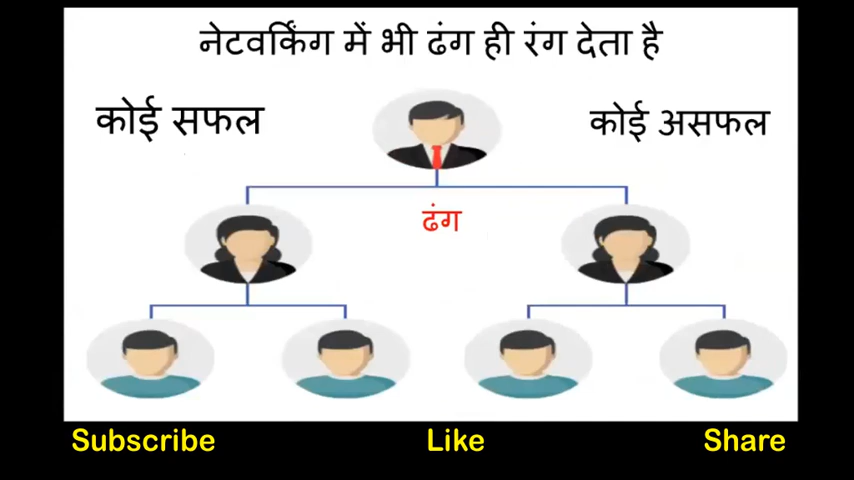 नेटवर्किंग में भी ढंग ही रंग देता है
कोई सफल
कोई असफल
ढंग
Subscribe Like Share